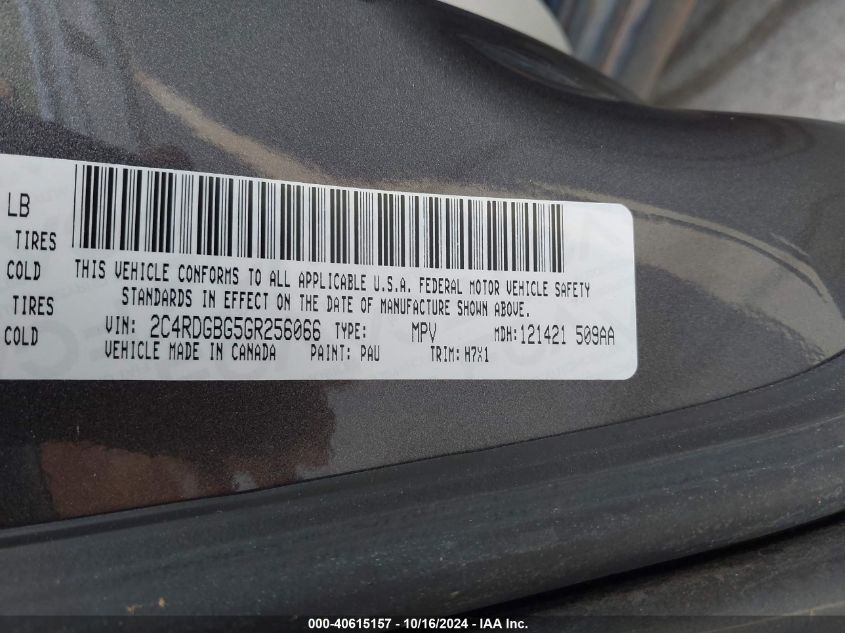 LB
TIRES
COLD
TIRES
COLD
THIS VEHICLE CONFORMS TO ALL APPLICABLE U.S.A. FEDERAL MOTOR VEHICLE SAFETY
STANDARDS IN EFFECT ON THE DATE OF MANUFACTURE SHOWN ABOVE.
VIN: 2C4RDGBG5GR256066 TYPE: MPV MDH:121421 509AA
VEHICLE MADE IN CANADA PAINT: PAU TRIM: H7X1
000-40615157 - 10/16/2024 - IAA Inc.